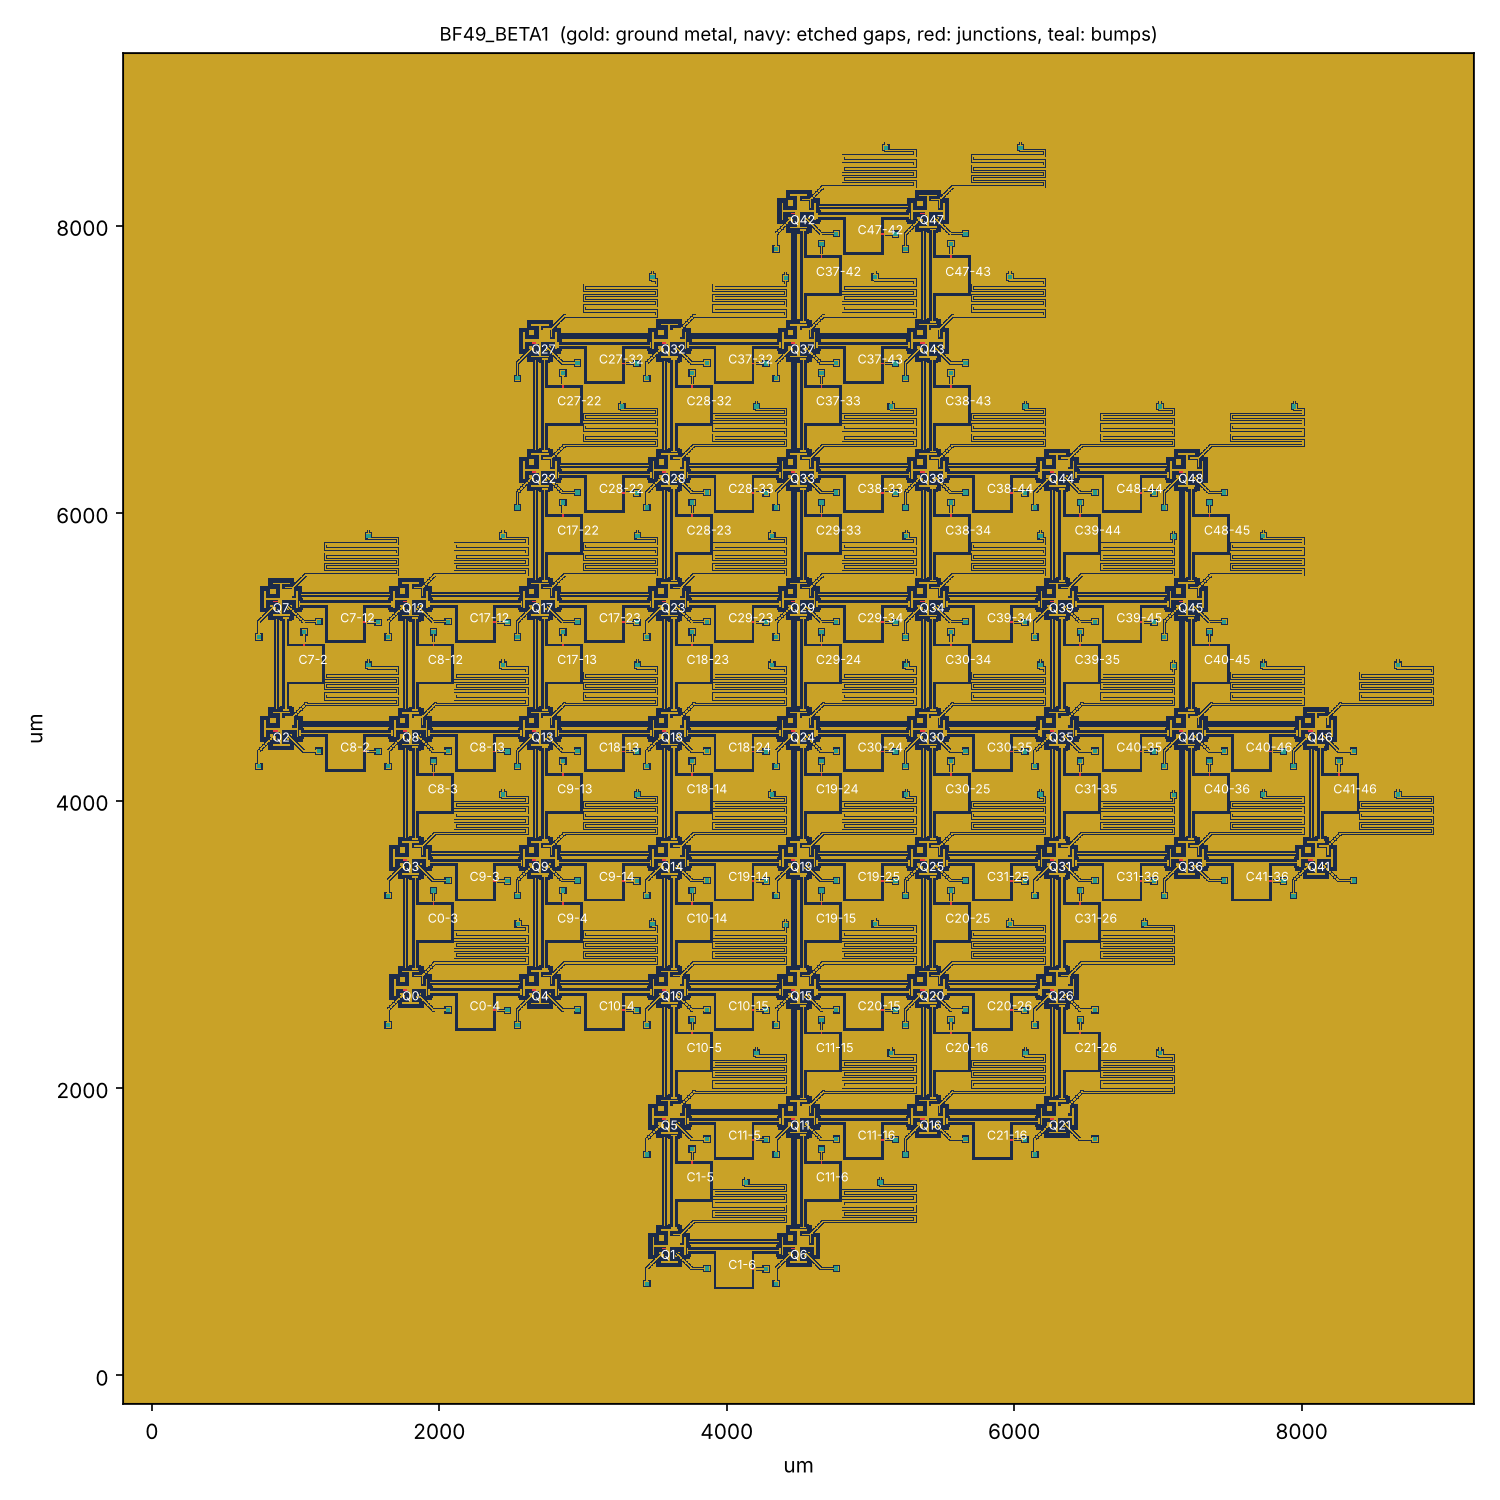 BF49_BETA1 (gold: ground metal, navy: etched gaps, red: junctions, teal: bumps)
8000
Q42 Q47
C47-42
C37-42 C47-43
Q27 Q32 Q37 Q43
C27-32 C37-32 C37-43
C27-22 C28-32 C37-33 C38-43
Q22 Q28 Q33 Q38 Q44 Q48
C28-22 C28-33 C38-33 C38-44 C48-44
6000
C17-22 C28-23 C29-33 C38-34 C39-44 C48-45
Q7 Q12 Q17 Q23 Q29 Q34 Q39 Q45
C7-12 C17-12 C17-23 C29-23 C29-34 C39-34 C39-45
C7-2 C8-12 C17-13 C18-23 C29-24 C30-34 C39-35 C40-45
um
Q2 Q8 Q13 Q18 Q24 Q30 Q35 Q40 Q46
C8-2 C8-13 C18-13 C18-24 C30-24 C30-35 C40-35 C40-46
C8-3 C9-13 C18-14 C19-24 C30-25 C31-35 C40-36 C41-46
4000
Q3 Q9 Q14 Q19 Q25 Q31 Q36 Q41
C9-3 C9-14 C19-14 C19-25 C31-25 C31-36 C41-36
C0-3 C9-4 C10-14 C19-15 C20-25 C31-26
Q0 Q4 Q10 Q15 Q20 Q26
C0-4 C10-4 C10-15 C20-15 C20-26
C10-5 C11-15 C20-16 C21-26
2000
Q5 Q11 Q16 Q21
C11-5 C11-16 C21-16
C1-5 C11-6
Q1 Q6
C1-6
0
0 2000 4000 6000 8000
um